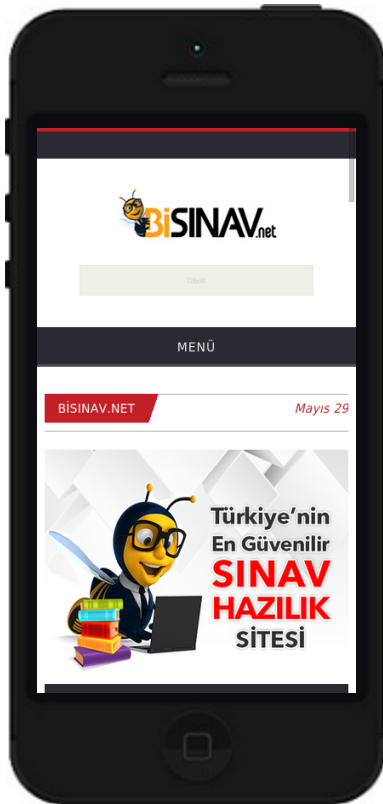 BiSINAV.net
MENÜ
BİSINAV.NET
Mayıs 29
Türkiye'nin
En Güvenilir
SINAV
HAZILIK
SİTESİ